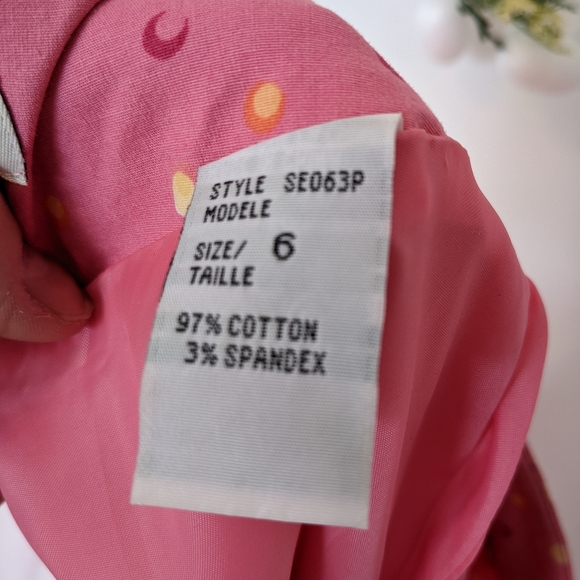 STYLE SE063P
MODELE
SIZE/ 6
TAILLE
97% COTTON
3% SPANDEX